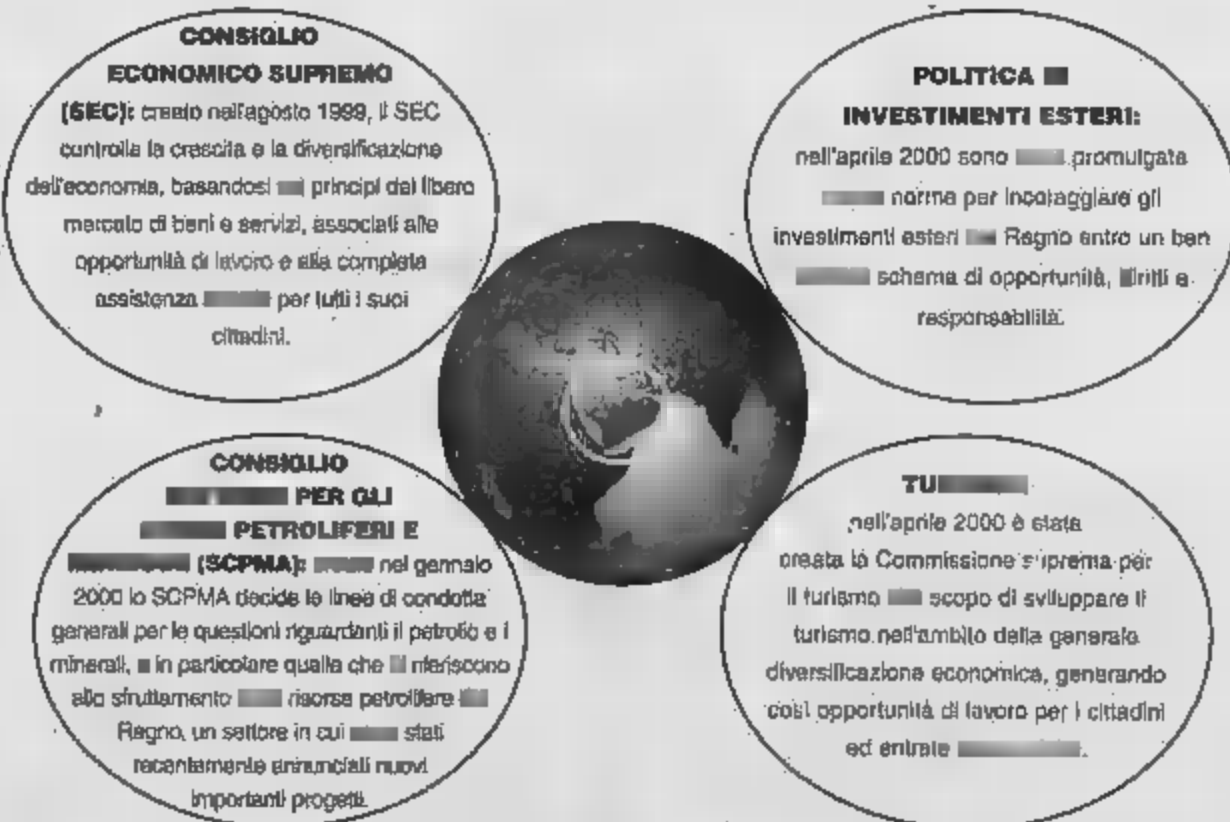 CONSIGLIO
ECONOMICO SUPREMO
(SEC): creato nell'agosto 1999, il SEC
controlla la crescita e la diversificazione
dell'economia, basandosi principi del libero
mercato di beni e servizi, associati alle
opportunità di lavoro e alla completa
assistenza per tutti i suoi
cittadini.
POLITICA
INVESTIMENTI ESTERI:
nell'aprile 2000 sono promulgate
norme per incoraggiare gli
investimenti esteri Regno entro un ben
schema di opportunità, diritti e
responsabilità.
CONSIGLIO
PER GLI
PETROLIFERI E
(SCPMA): nel gennaio
2000 lo SCPMA decide le linee di condotta
generali per le questioni riguardanti il petrolio e i
minerali, in particolare quelle che riferiscono
allo sfruttamento risorse petrolifere
Regno, un settore in cui stati
recentemente annunciati nuovi
importanti progetti.
nell'aprile 2000 è stata
creata la Commissione suprema per
il turismo scopo di sviluppare il
turismo nell'ambito della generale
diversificazione economica, generando
così opportunità di lavoro per i cittadini
ed entrate